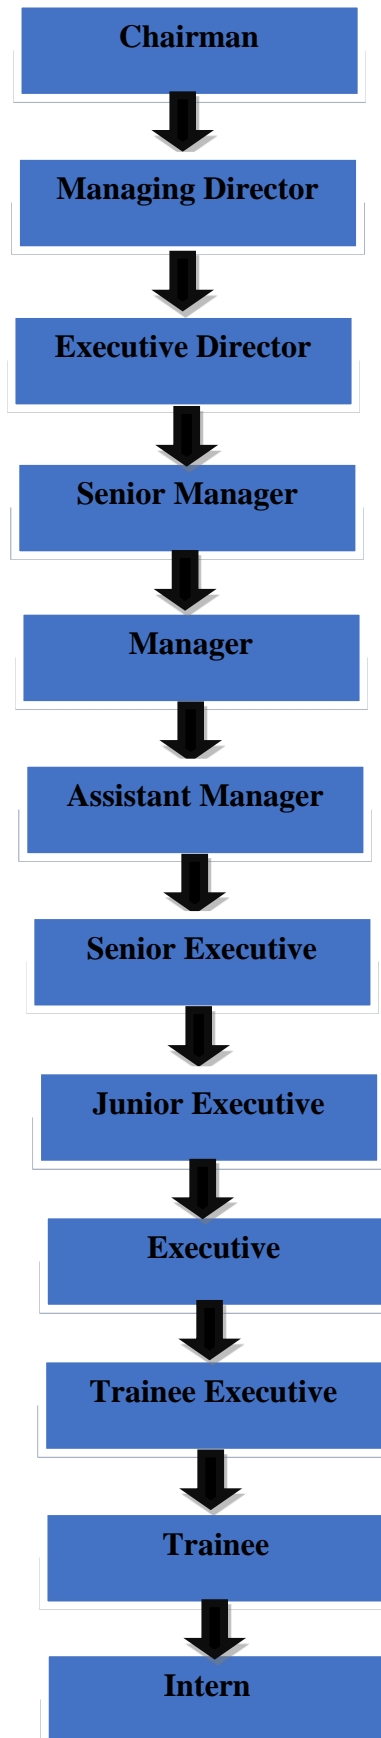 Chairman
Managing Director
Executive Director
Senior Manager
Manager
Assistant Manager
Senior Executive
Junior Executive
Executive
Trainee Executive
Trainee
Intern